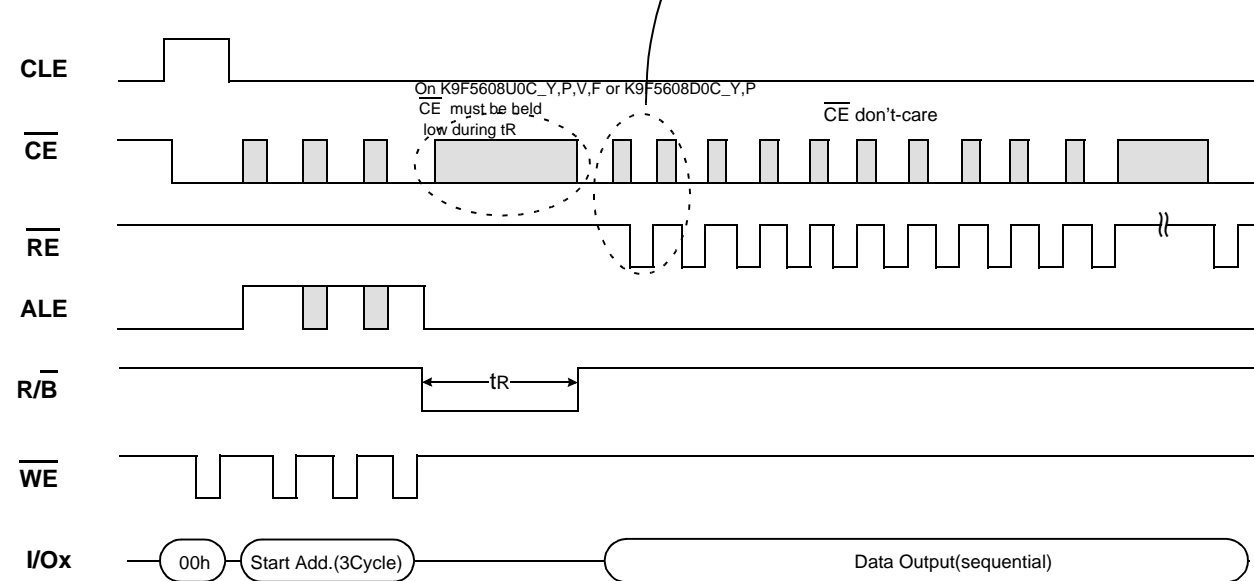 CLE
On K9F5608U0C_Y,P,V,F or K9F5608D0C_Y,P
CE must be held
low during tR
CE don't-care
CE
RE
ALE
R/B
tR
WE
I/Ox
00h
Start Add.(3Cycle)
Data Output(sequential)